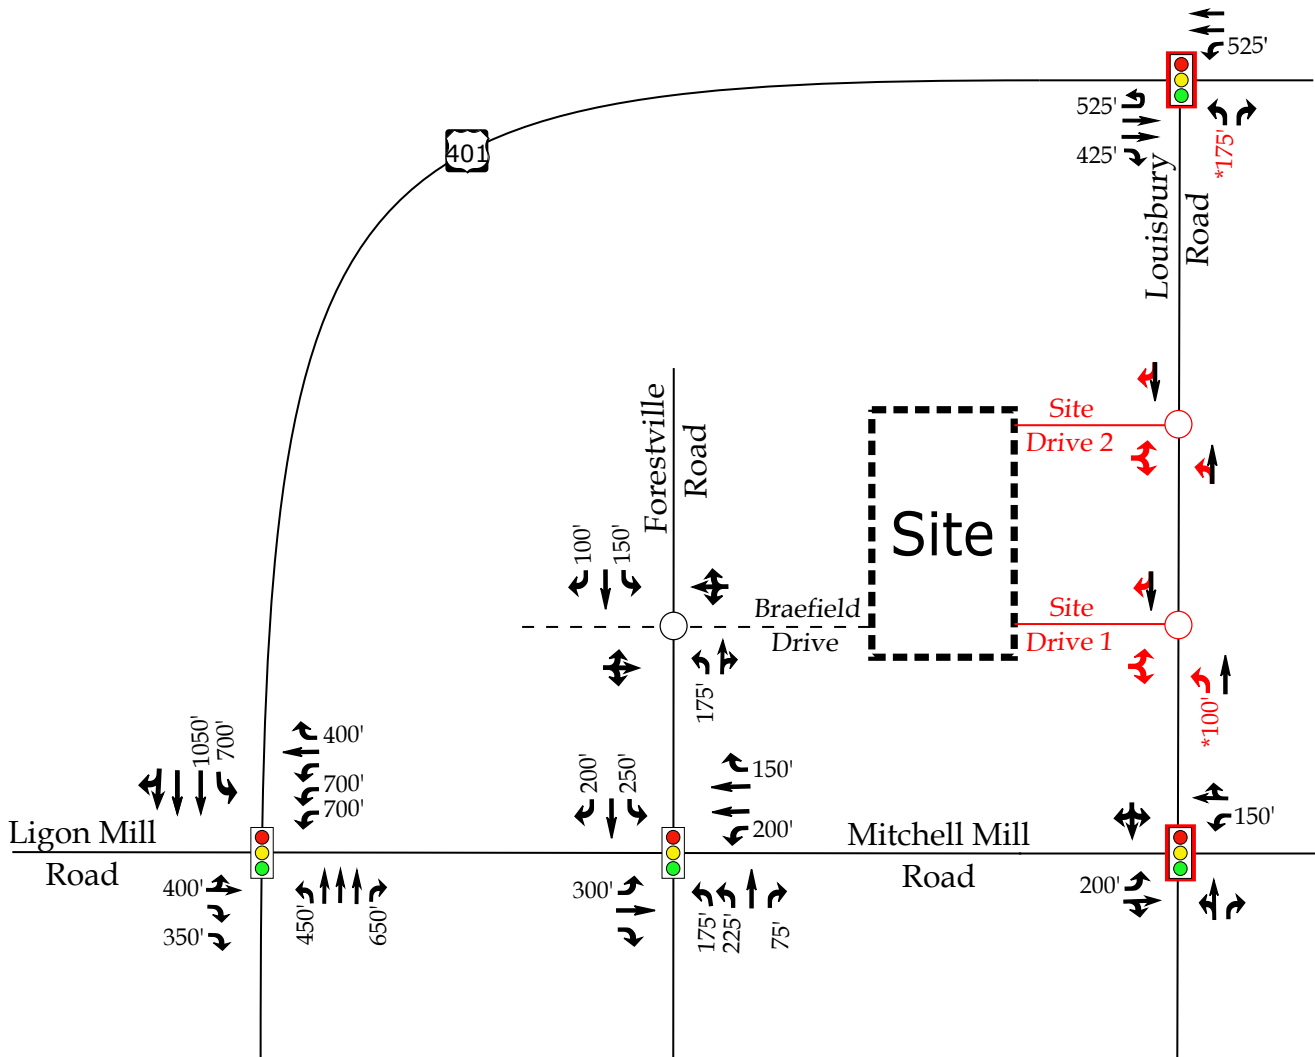 525'
525'
425'
*175'
401
Louisbury
Road
Site
Drive 2
Forestville
Road
Site
100'
150'
Braefield
Drive
175'
Site
Drive 1
*100'
1050'
700'
400'
700'
700'
200'
250'
150'
200'
150'
Ligon Mill
Road
Mitchell Mill
Road
400'
350'
450'
650'
300'
175'
225'
75'
200'